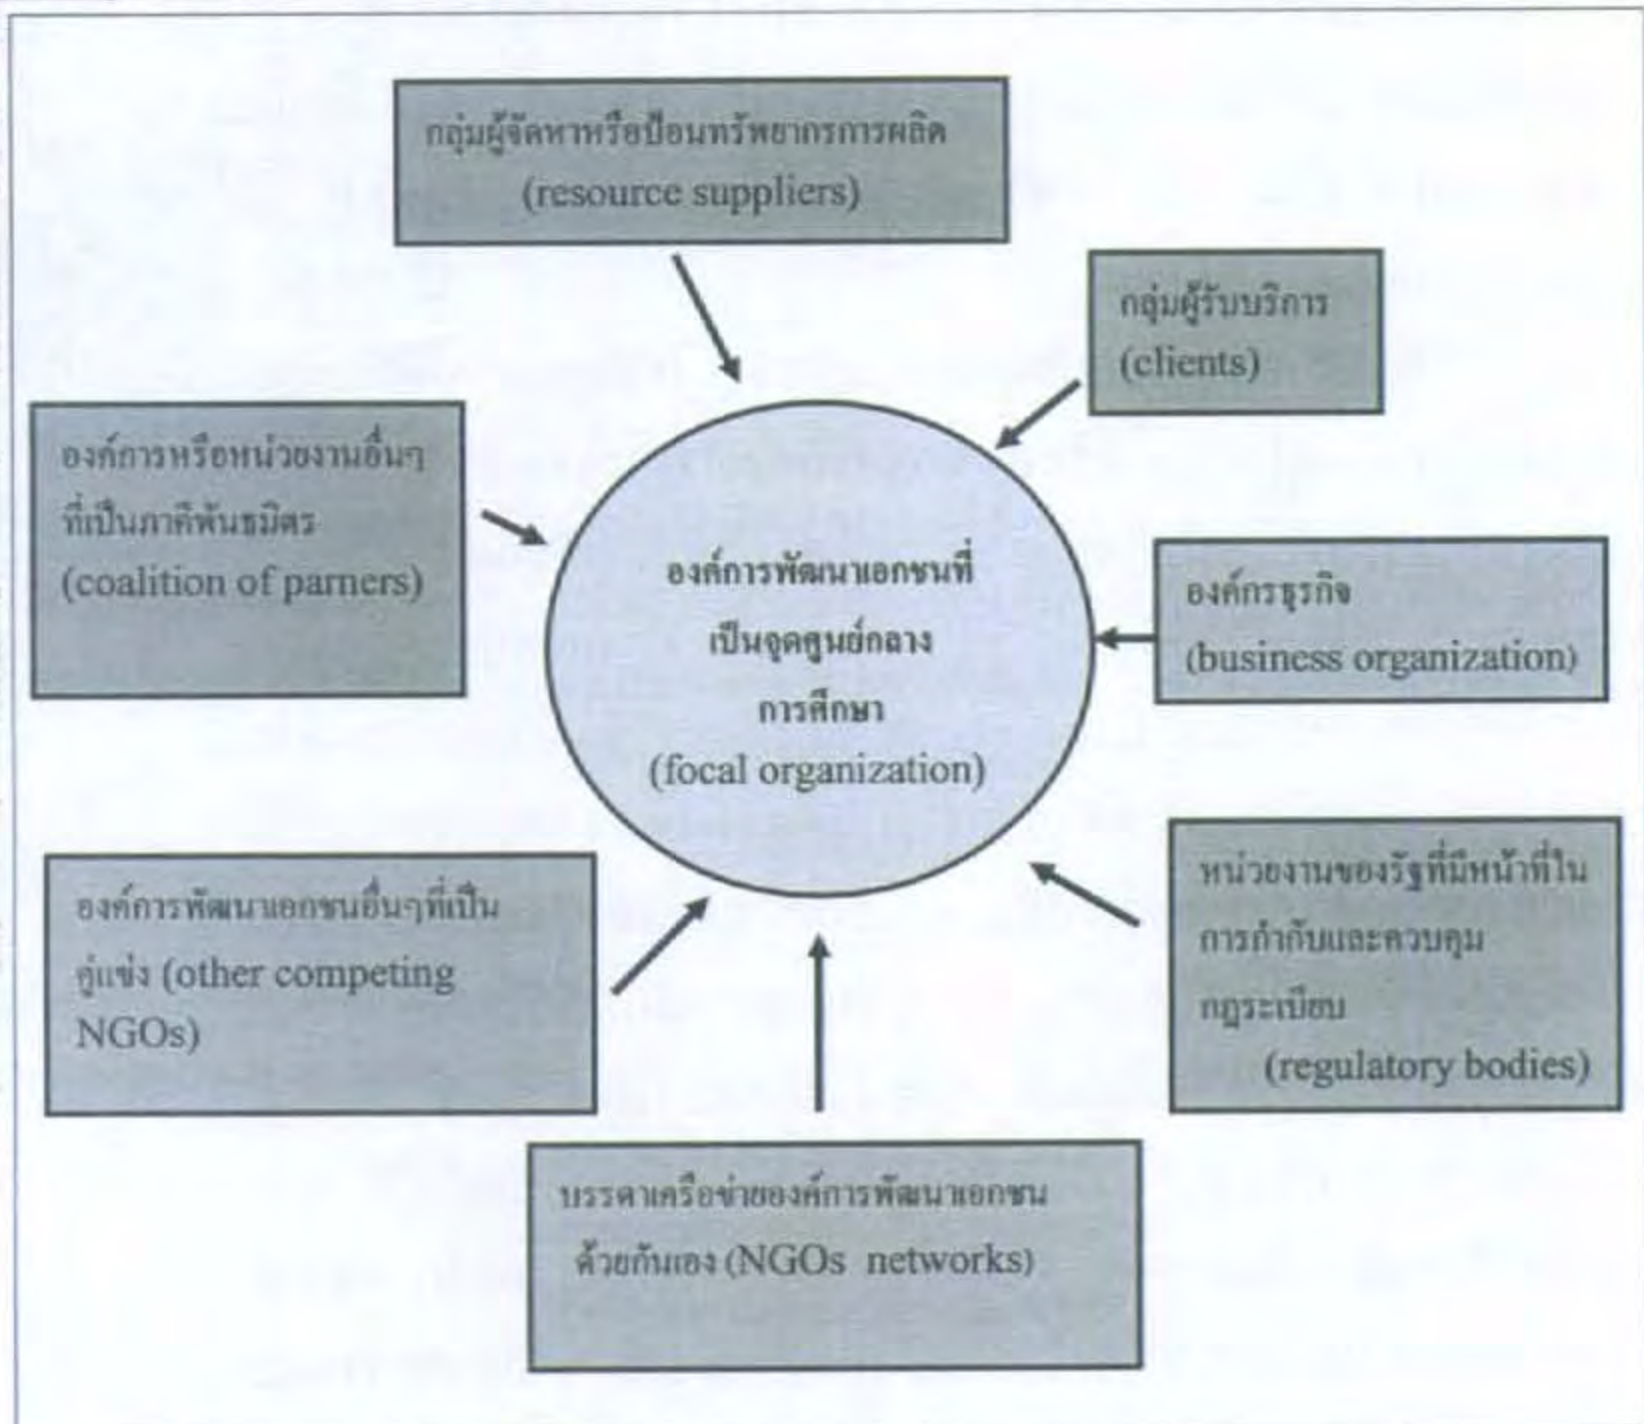 กลุ่มผู้จัดหาหรือป้อนทรัพยากรการผลิต
(resource suppliers)
กลุ่มผู้รับบริการ
(clients)
องค์การหรือหน่วยงานอื่นๆ
ที่เป็นภาคีพันธมิตร
(coalition of parners)
องค์การพัฒนาเอกชนที่
เป็นจุดศูนย์กลาง
การศึกษา
(focal organization)
องค์กรธุรกิจ
(business organization)
หน่วยงานของรัฐที่มีหน้าที่ใน
การกำกับและควบคุม
กฎระเบียบ
(regulatory bodies)
องค์การพัฒนาเอกชนอื่นๆที่เป็น
คู่แข่ง (other competing
NGOs)
บรรดาเครือข่ายองค์การพัฒนาเอกชน
ด้วยกันเอง (NGOs networks)